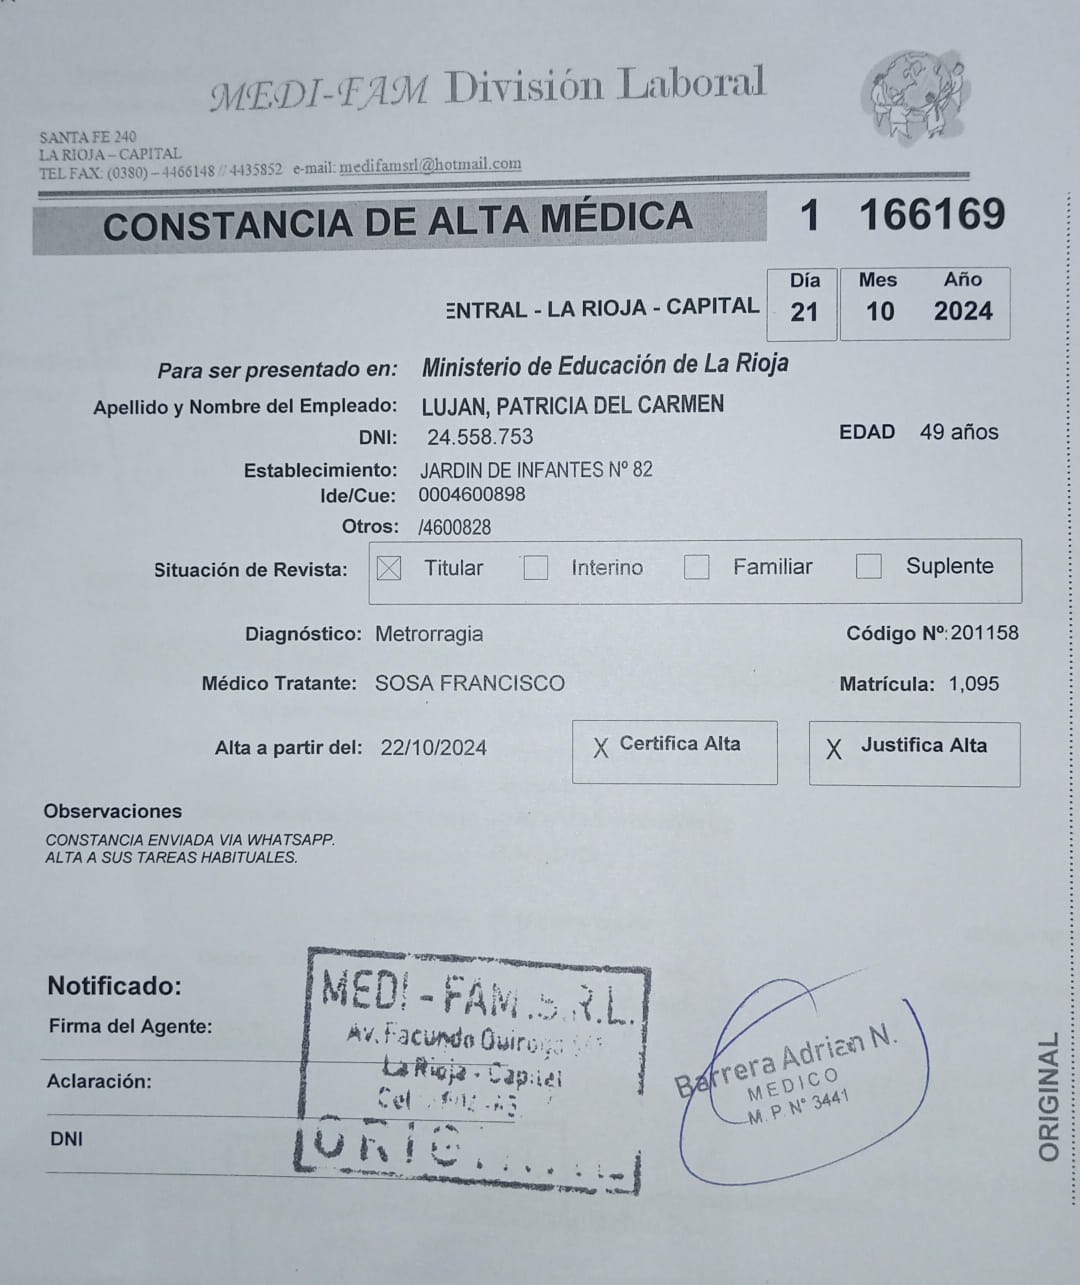 MEDI-FAM División Laboral
SANTA FE 240
LA RIOJA – CAPITAL
TEL FAX: (0380) – 4466148 // 4435852 e-mail: medifamsrl@hotmail.com
CONSTANCIA DE ALTA MÉDICA 1 166169
Día Mes Año
ENTRAL - LA RIOJA - CAPITAL 21 10 2024
Para ser presentado en: Ministerio de Educación de La Rioja
Apellido y Nombre del Empleado: LUJAN, PATRICIA DEL CARMEN
DNI: 24.558.753 EDAD 49 años
Establecimiento: JARDIN DE INFANTES Nº 82
Ide/Cue: 0004600898
Otros: /4600828
Situación de Revista: Titular Interino Familiar Suplente
Diagnóstico: Metrorragia Código Nº: 201158
Médico Tratante: SOSA FRANCISCO Matrícula: 1,095
Alta a partir del: 22/10/2024 X Certifica Alta X Justifica Alta
Observaciones
CONSTANCIA ENVIADA VIA WHATSAPP.
ALTA A SUS TAREAS HABITUALES.
Notificado:
Firma del Agente:
Aclaración:
DNI
MEDI-FAM.S.R.L.
Av. Facundo Quiroga
La Rioja - Capital
Barrera Adrian N.
MEDICO
M. P. N° 3441
ORIGINAL